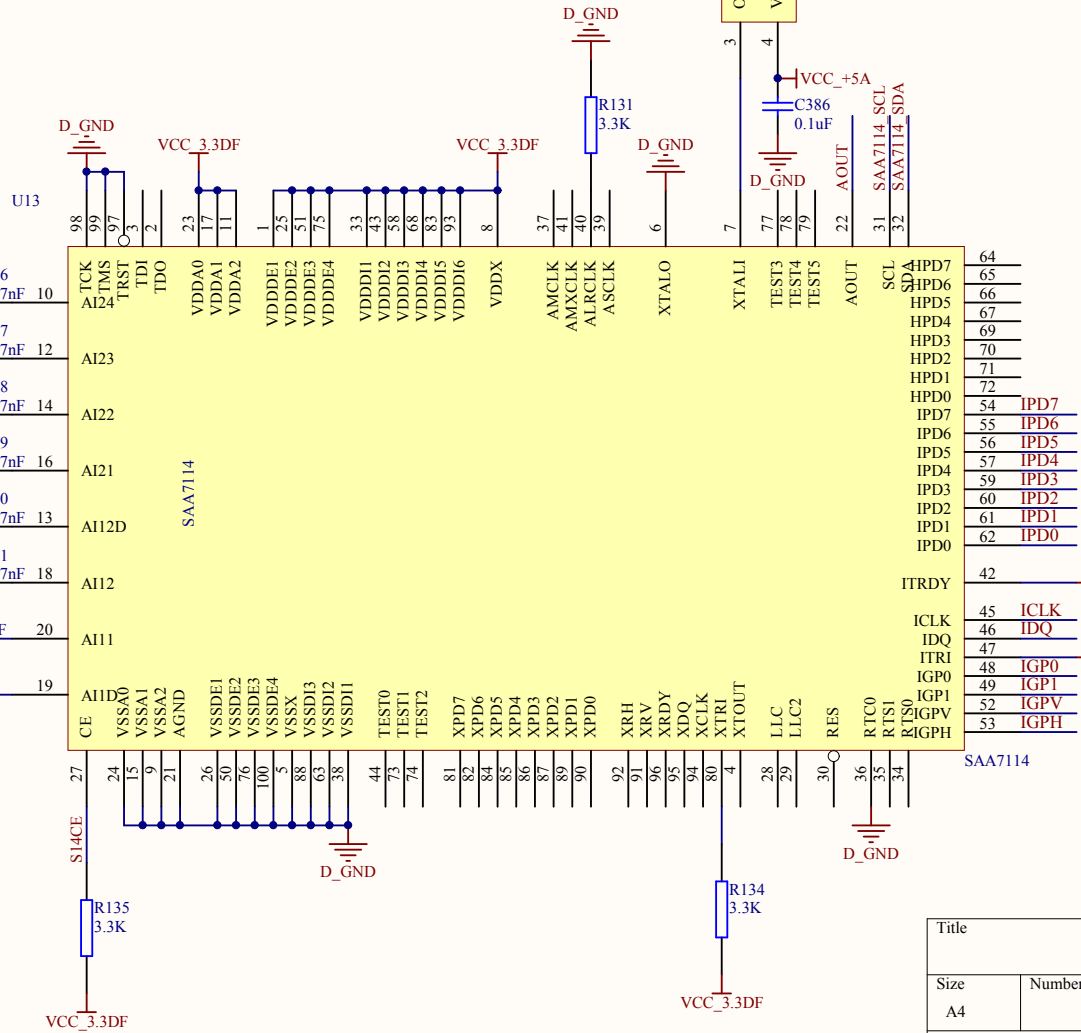 D_GND
3
4
VCC_+5A
C386
0.1uF
D_GND
R131
3.3K
D_GND
D_GND
VCC_3.3DF
VCC_3.3DF
AOUT
SAA7114_SCL
SAA7114_SDA
U13
98
99
97
3
2
23
17
11
1
25
51
75
33
43
58
68
83
93
8
37
41
40
39
6
7
77
78
79
22
31
32
TCK
TMS
TRST
TDI
TDO
VDDA0
VDDA1
VDDA2
VDDDE1
VDDDE2
VDDDE3
VDDDE4
VDDDI1
VDDDI2
VDDDI3
VDDDI4
VDDDI5
VDDDI6
VDDX
AMCLK
AMXCLK
ALRCLK
ASCLK
XTALO
XTALI
TEST3
TEST4
TEST5
AOUT
SCL
SDA
6
7nF 10 AI24
7
7nF 12 AI23
8
7nF 14 AI22
9
7nF 16 AI21
0
7nF 13 AI12D
1
7nF 18 AI12
F 20 AI11
19 AI1D
SAA7114
HPD7 64
HPD6 65
HPD5 66
HPD4 67
HPD3 69
HPD2 70
HPD1 71
HPD0 72
IPD7 54 IPD7
IPD6 55 IPD6
IPD5 56 IPD5
IPD4 57 IPD4
IPD3 59 IPD3
IPD2 60 IPD2
IPD1 61 IPD1
IPD0 62 IPD0
ITRDY 42
ICLK 45 ICLK
IDQ 46 IDQ
ITRI 47
IGP0 48 IGP0
IGP1 49 IGP1
IGPV 52 IGPV
IGPH 53 IGPH
SAA7114
CE
VSSA0
VSSA1
VSSA2
AGND
VSSDE1
VSSDE2
VSSDE3
VSSDE4
VSSX
VSSDI3
VSSDI2
VSSDI1
TEST0
TEST1
TEST2
XPD7
XPD6
XPD5
XPD4
XPD3
XPD2
XPD1
XPD0
XRH
XRV
XRDY
XDQ
XCLK
XTRI
XTOUT
LLC
LLC2
RES
RTC0
RTS1
RTS0
27
24
15
9
21
26
50
76
100
5
88
63
38
44
73
74
81
82
84
85
86
87
89
90
92
91
96
95
94
80
4
28
29
30
36
35
34
S14CE
D_GND
D_GND
R135
3.3K
VCC_3.3DF
R134
3.3K
VCC_3.3DF
Title
Size
Number
A4